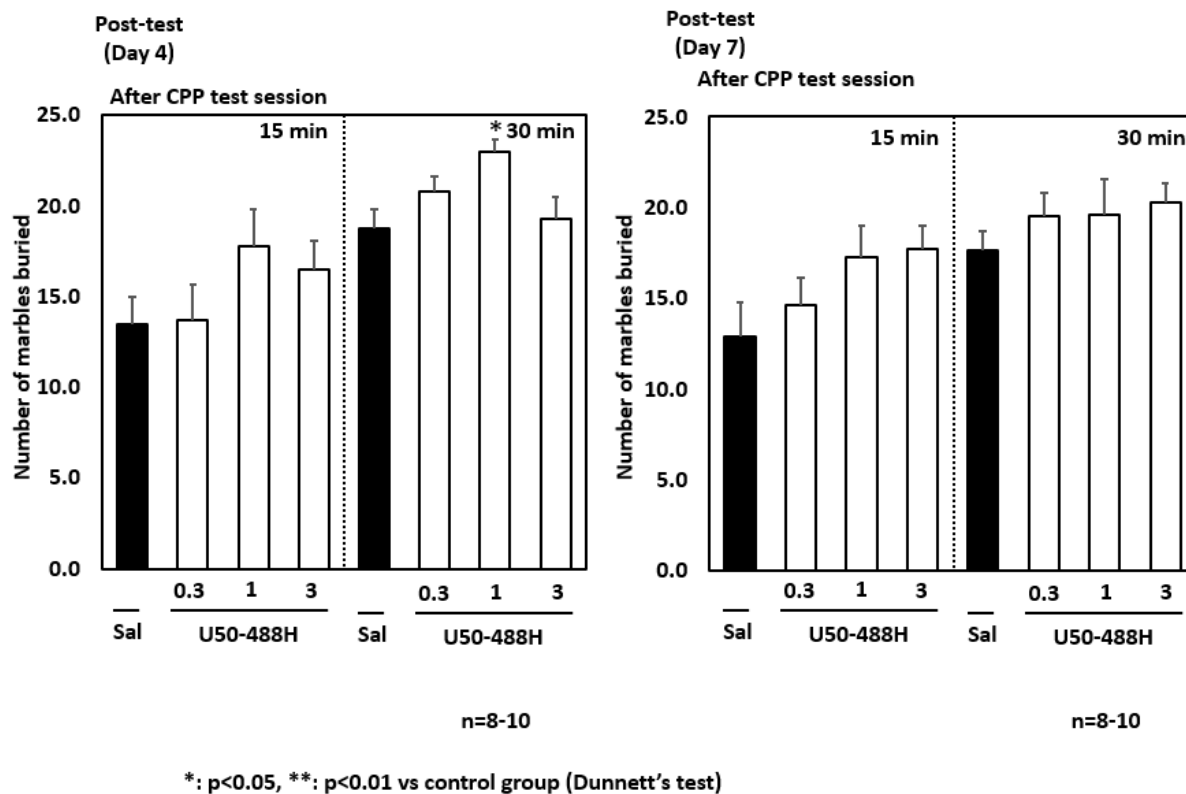 Post-test
(Day 4)
After CPP test session
15 min
* 30 min
Number of marbles buried
25.0
20.0
15.0
10.0
5.0
0.0
0.3 1 3 0.3 1 3
Sal U50-488H Sal U50-488H
n=8-10
Post-test
(Day 7)
After CPP test session
15 min
30 min
Number of marbles buried
25.0
20.0
15.0
10.0
5.0
0.0
0.3 1 3 0.3 1 3
Sal U50-488H Sal U50-488H
n=8-10
*: p<0.05, **: p<0.01 vs control group (Dunnett’s test)